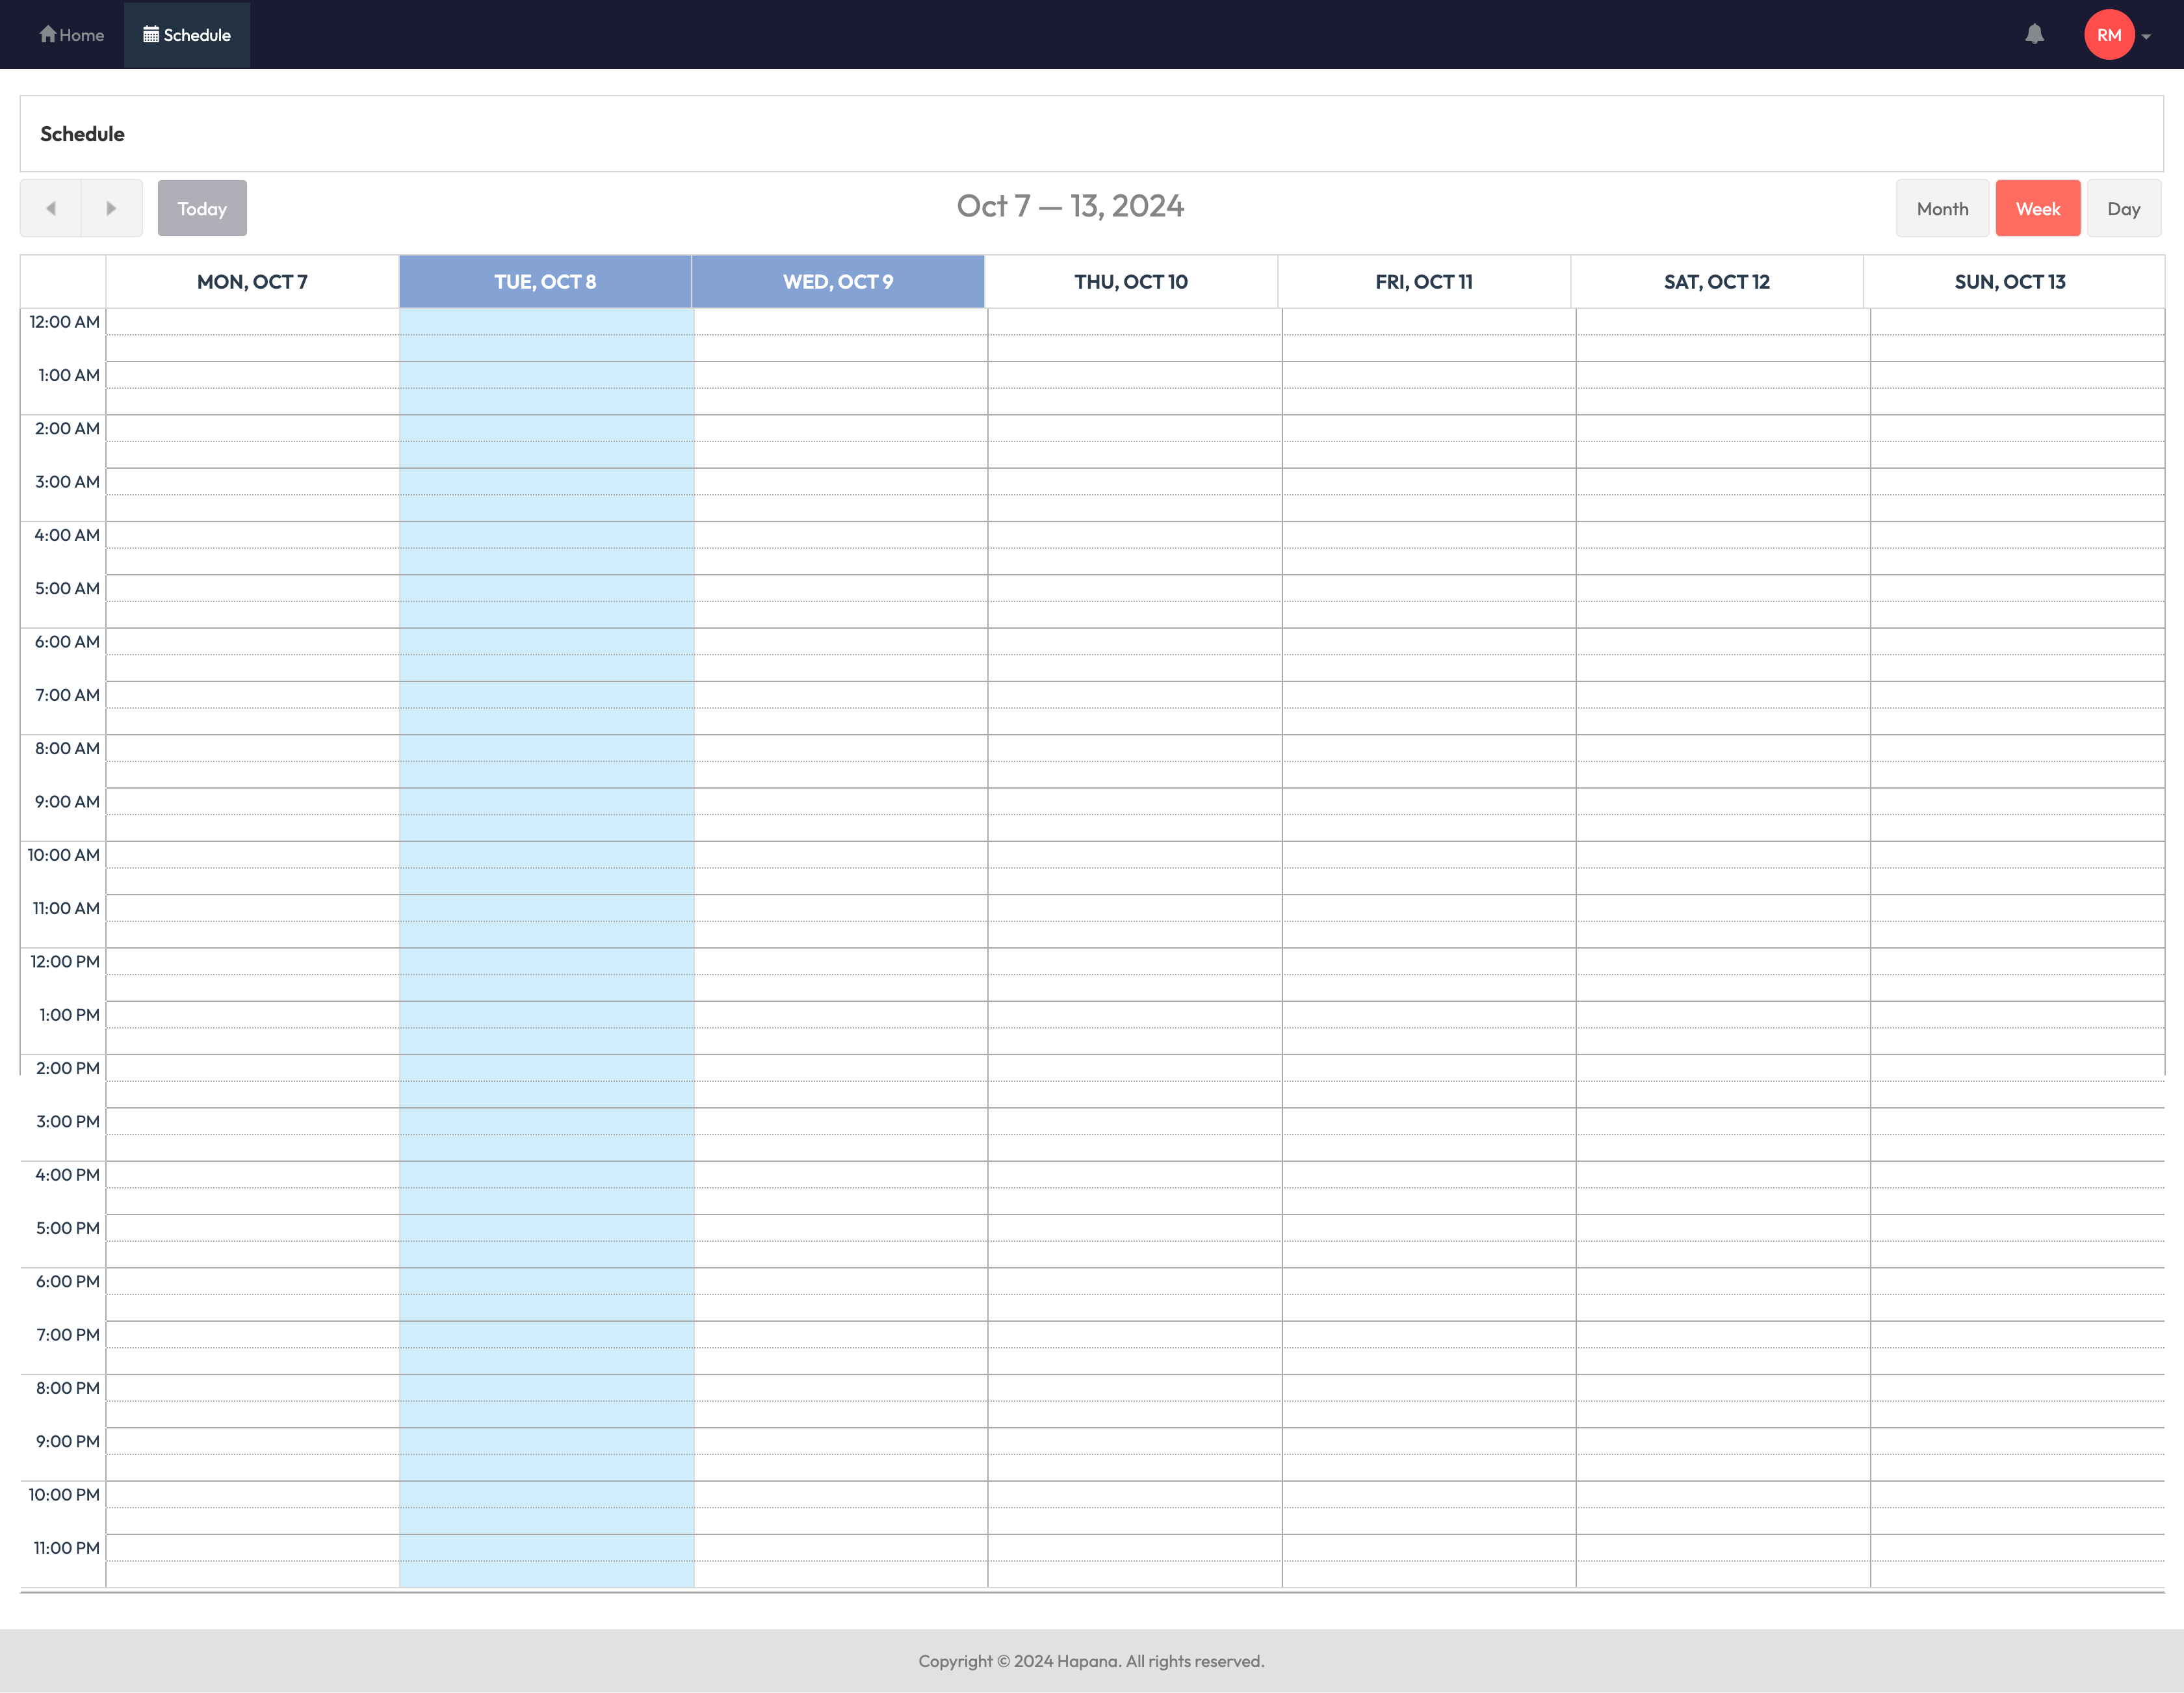 Home Schedule RM
Schedule
Today Oct 7 — 13, 2024 Month Week Day
MON, OCT 7 TUE, OCT 8 WED, OCT 9 THU, OCT 10 FRI, OCT 11 SAT, OCT 12 SUN, OCT 13
12:00 AM
1:00 AM
2:00 AM
3:00 AM
4:00 AM
5:00 AM
6:00 AM
7:00 AM
8:00 AM
9:00 AM
10:00 AM
11:00 AM
12:00 PM
1:00 PM
2:00 PM
3:00 PM
4:00 PM
5:00 PM
6:00 PM
7:00 PM
8:00 PM
9:00 PM
10:00 PM
11:00 PM
Copyright © 2024 Hapana. All rights reserved.